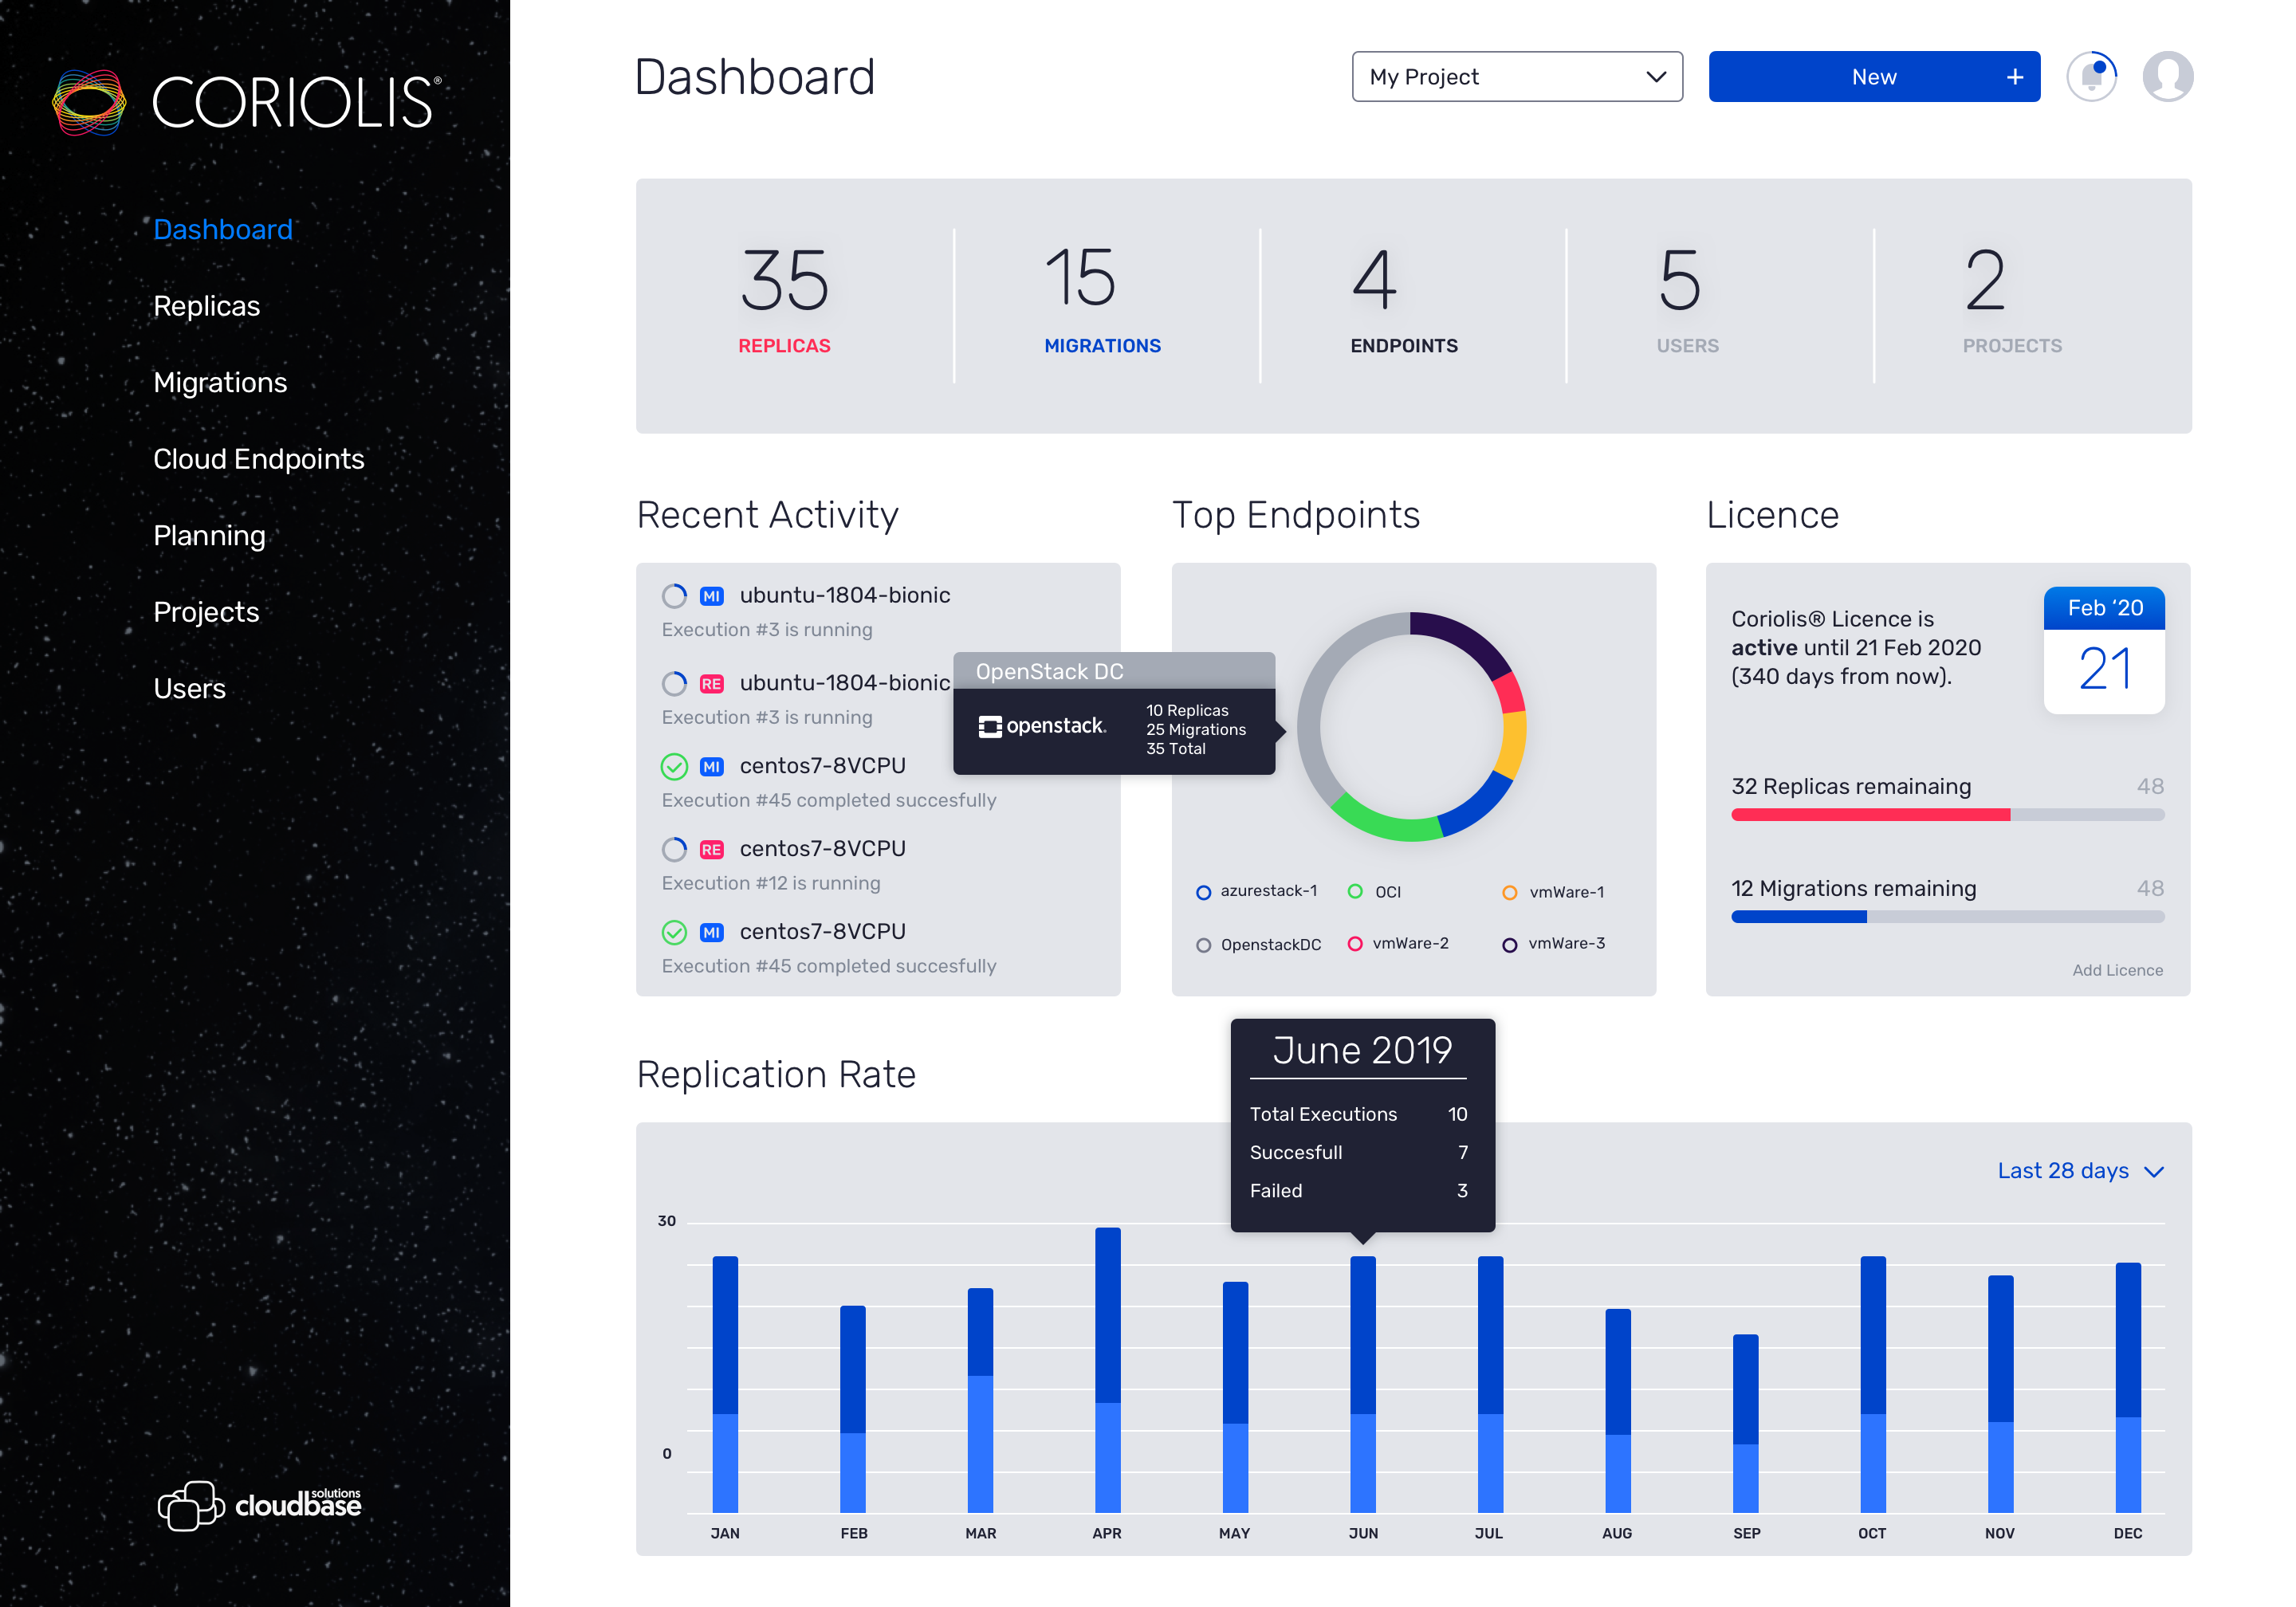 CORIOLIS®
Dashboard
Replicas
Migrations
Cloud Endpoints
Planning
Projects
Users
cloudbase
solutions
Dashboard
My Project
New +
35
REPLICAS
15
MIGRATIONS
4
ENDPOINTS
5
USERS
2
PROJECTS
Recent Activity
MI ubuntu-1804-bionic
Execution #3 is running
RE ubuntu-1804-bionic
Execution #3 is running
MI centos7-8VCPU
Execution #45 completed succesfully
RE centos7-8VCPU
Execution #12 is running
MI centos7-8VCPU
Execution #45 completed succesfully
Top Endpoints
OpenStack DC
openstack.
10 Replicas
25 Migrations
35 Total
azurestack-1
OCI
vmWare-1
OpenstackDC
vmWare-2
vmWare-3
Licence
Coriolis® Licence is
active until 21 Feb 2020
(340 days from now).
Feb ‘20
21
32 Replicas remaining 48
12 Migrations remaining 48
Add Licence
Replication Rate
June 2019
Total Executions 10
Succesfull 7
Failed 3
Last 28 days
30
0
JAN FEB MAR APR MAY JUN JUL AUG SEP OCT NOV DEC